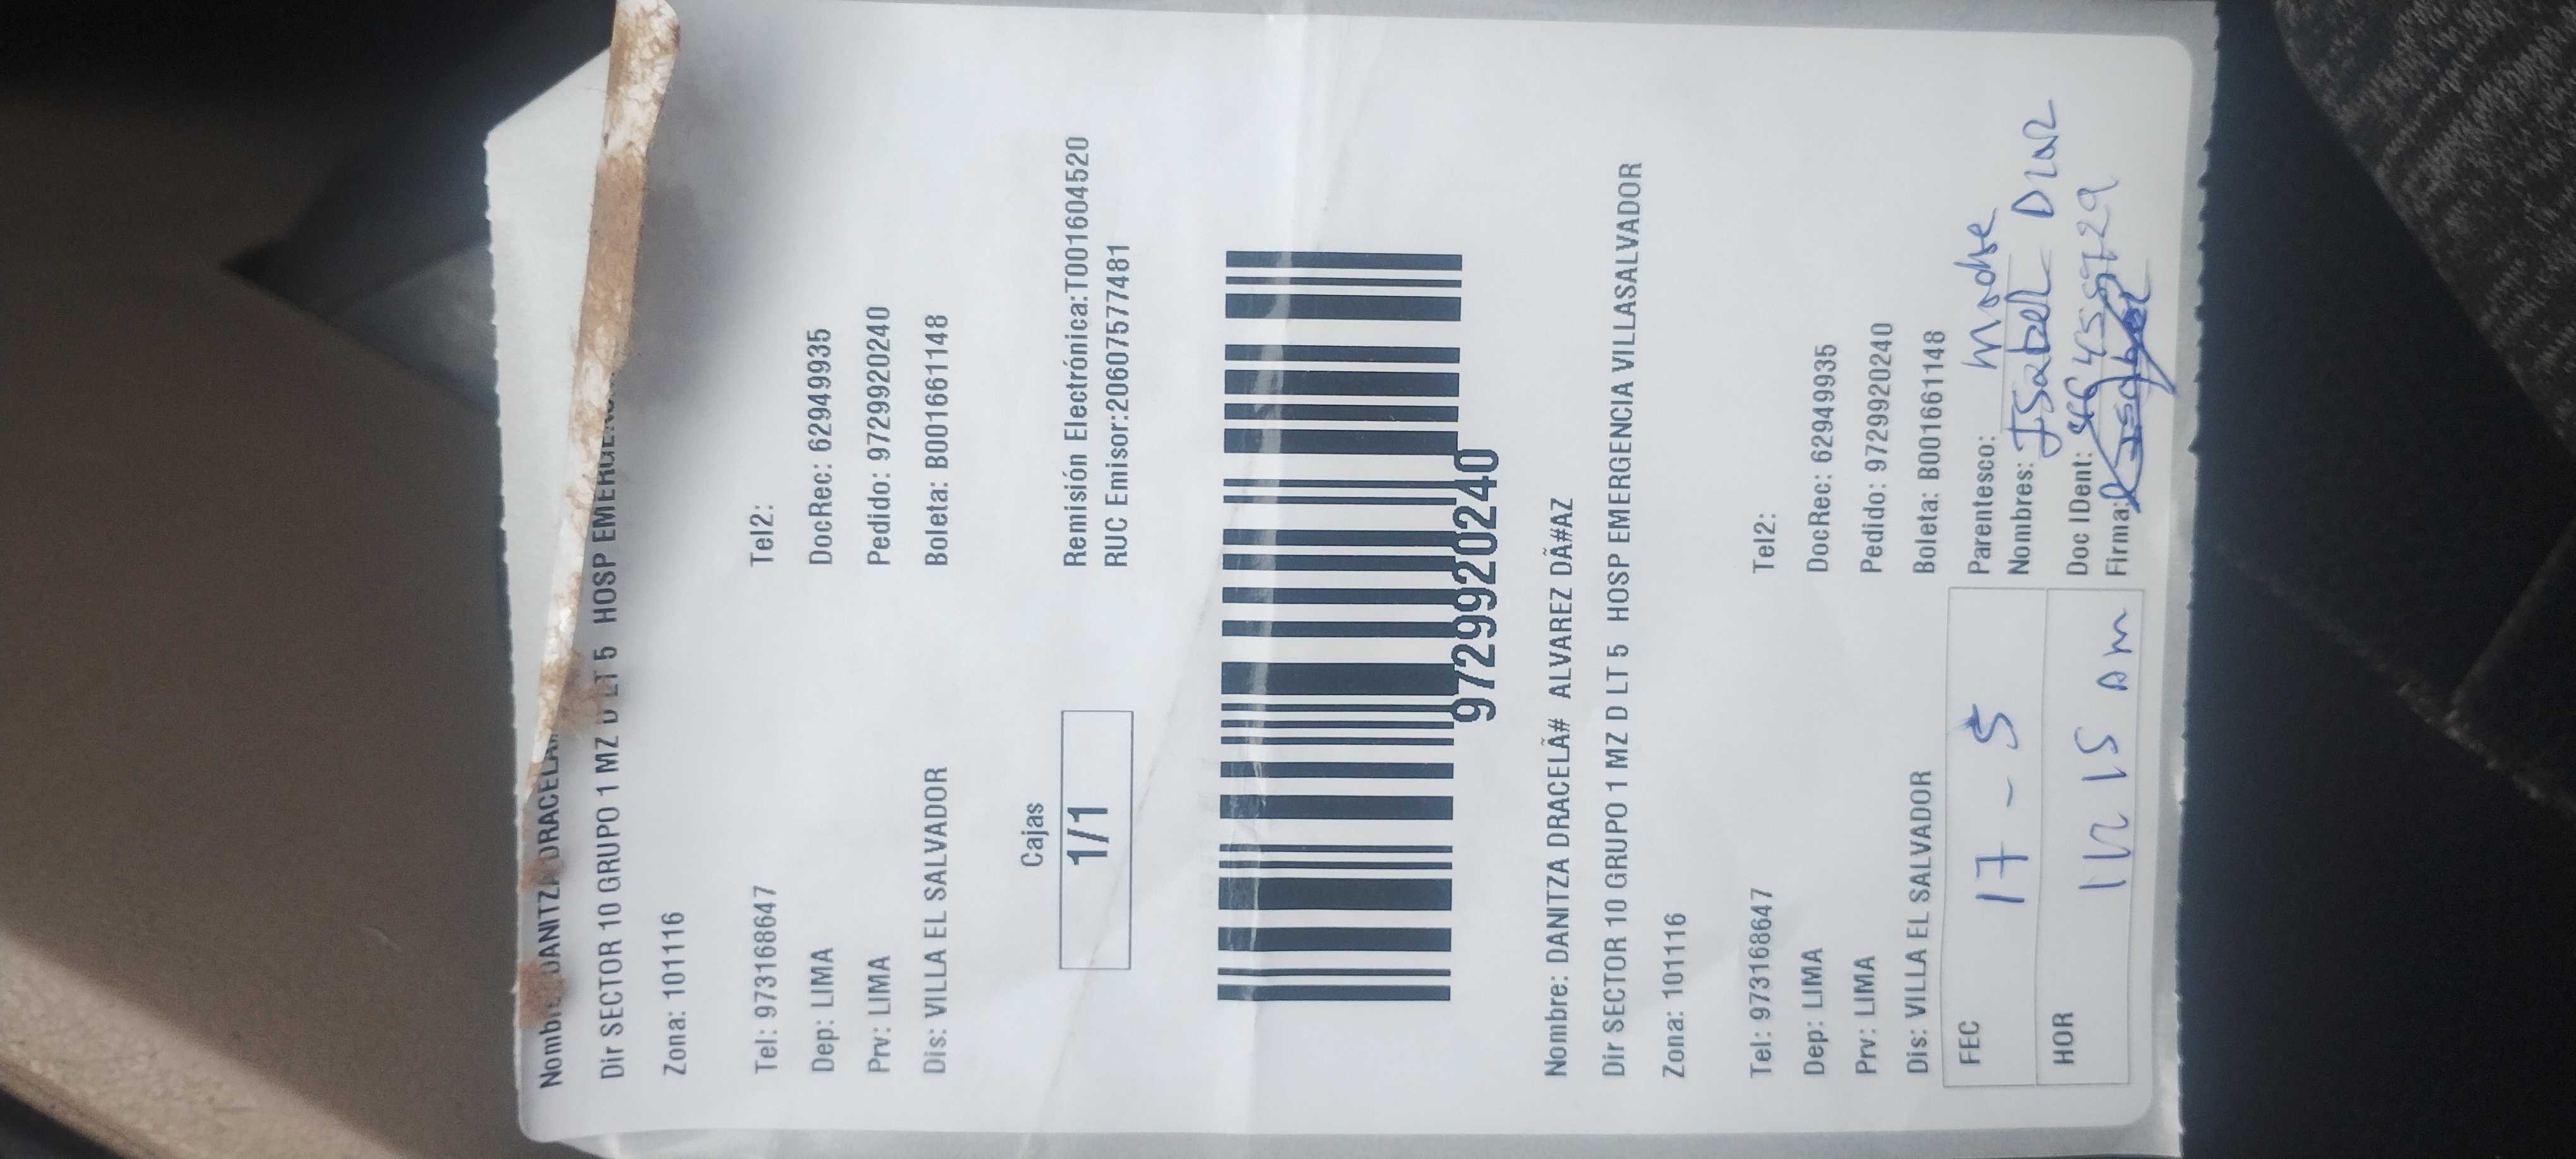 DANITZA DRACELA
Dir SECTOR 10 GRUPO 1 MZ D LT 5 HOSP
Zona: 101116
Tel: 973168647 Tel2:
Dep: LIMA DocRec: 62949935
Prv: LIMA Pedido: 9729920240
Dis: VILLA EL SALVADOR Boleta: B001661148
Cajas
1/1
Remisión Electrónica:T001604520
RUC Emisor:20607577481
9729920240
Nombre: DANITZA DRACELÃ# ALVAREZ DÃ#AZ
Dir SECTOR 10 GRUPO 1 MZ D LT 5 HOSP EMERGENCIA VILLASALVADOR
Zona: 101116
Tel: 973168647 Tel2:
Dep: LIMA DocRec: 62949935
Prv: LIMA Pedido: 9729920240
Dis: VILLA EL SALVADOR Boleta: B001661148
FEC 17 - 5 Parentesco: Madre
Nombres: Isabel Diaz
HOR 12 15 am Doc IDent:
Firma: